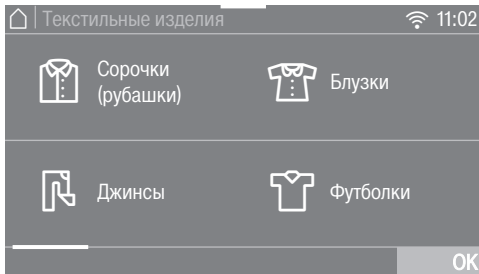 Текстильные изделия 11:02
Сорочки
(рубашки)
Блузки
Джинсы
Футболки
OK